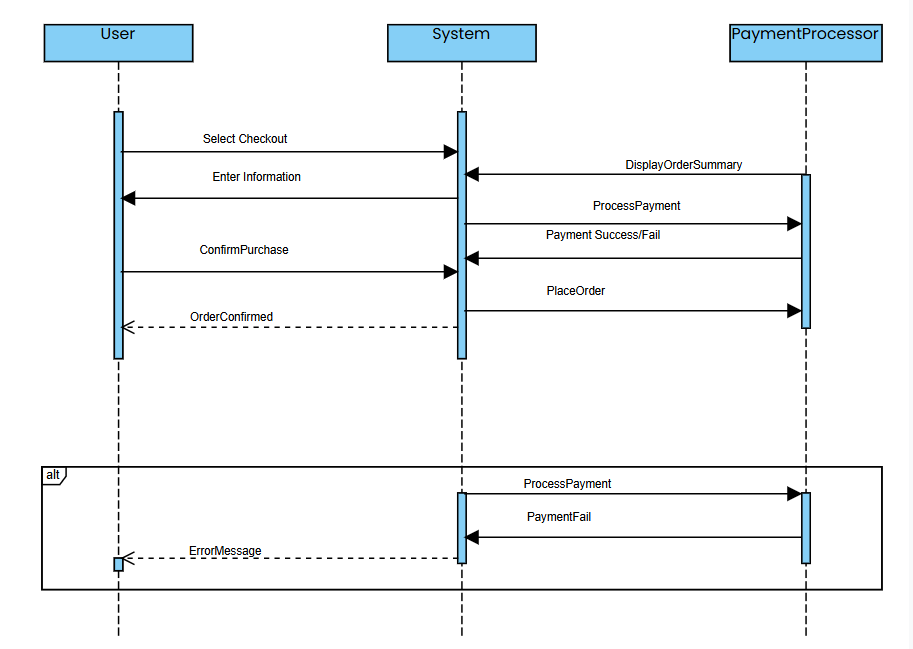 User
System
PaymentProcessor
Select Checkout
DisplayOrderSummary
Enter Information
ProcessPayment
Payment Success/Fail
ConfirmPurchase
PlaceOrder
OrderConfirmed
alt
ProcessPayment
PaymentFail
ErrorMessage